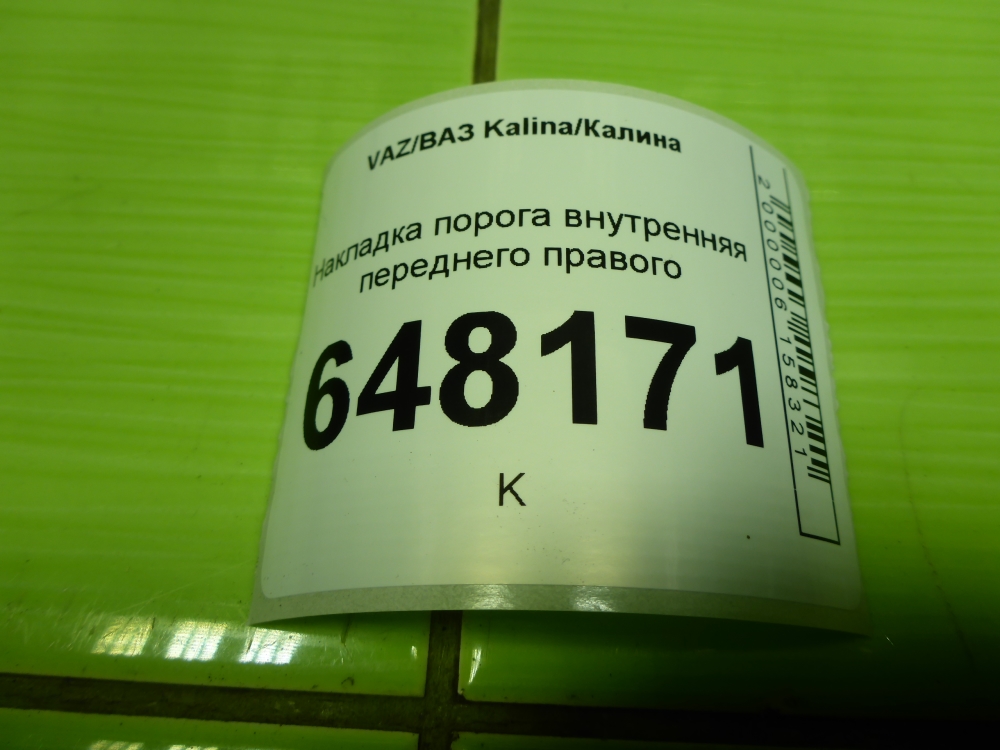 VAZ/ВАЗ Kalina/Калина
Накладка порога внутренняя
переднего правого
648171
K
2000006158321